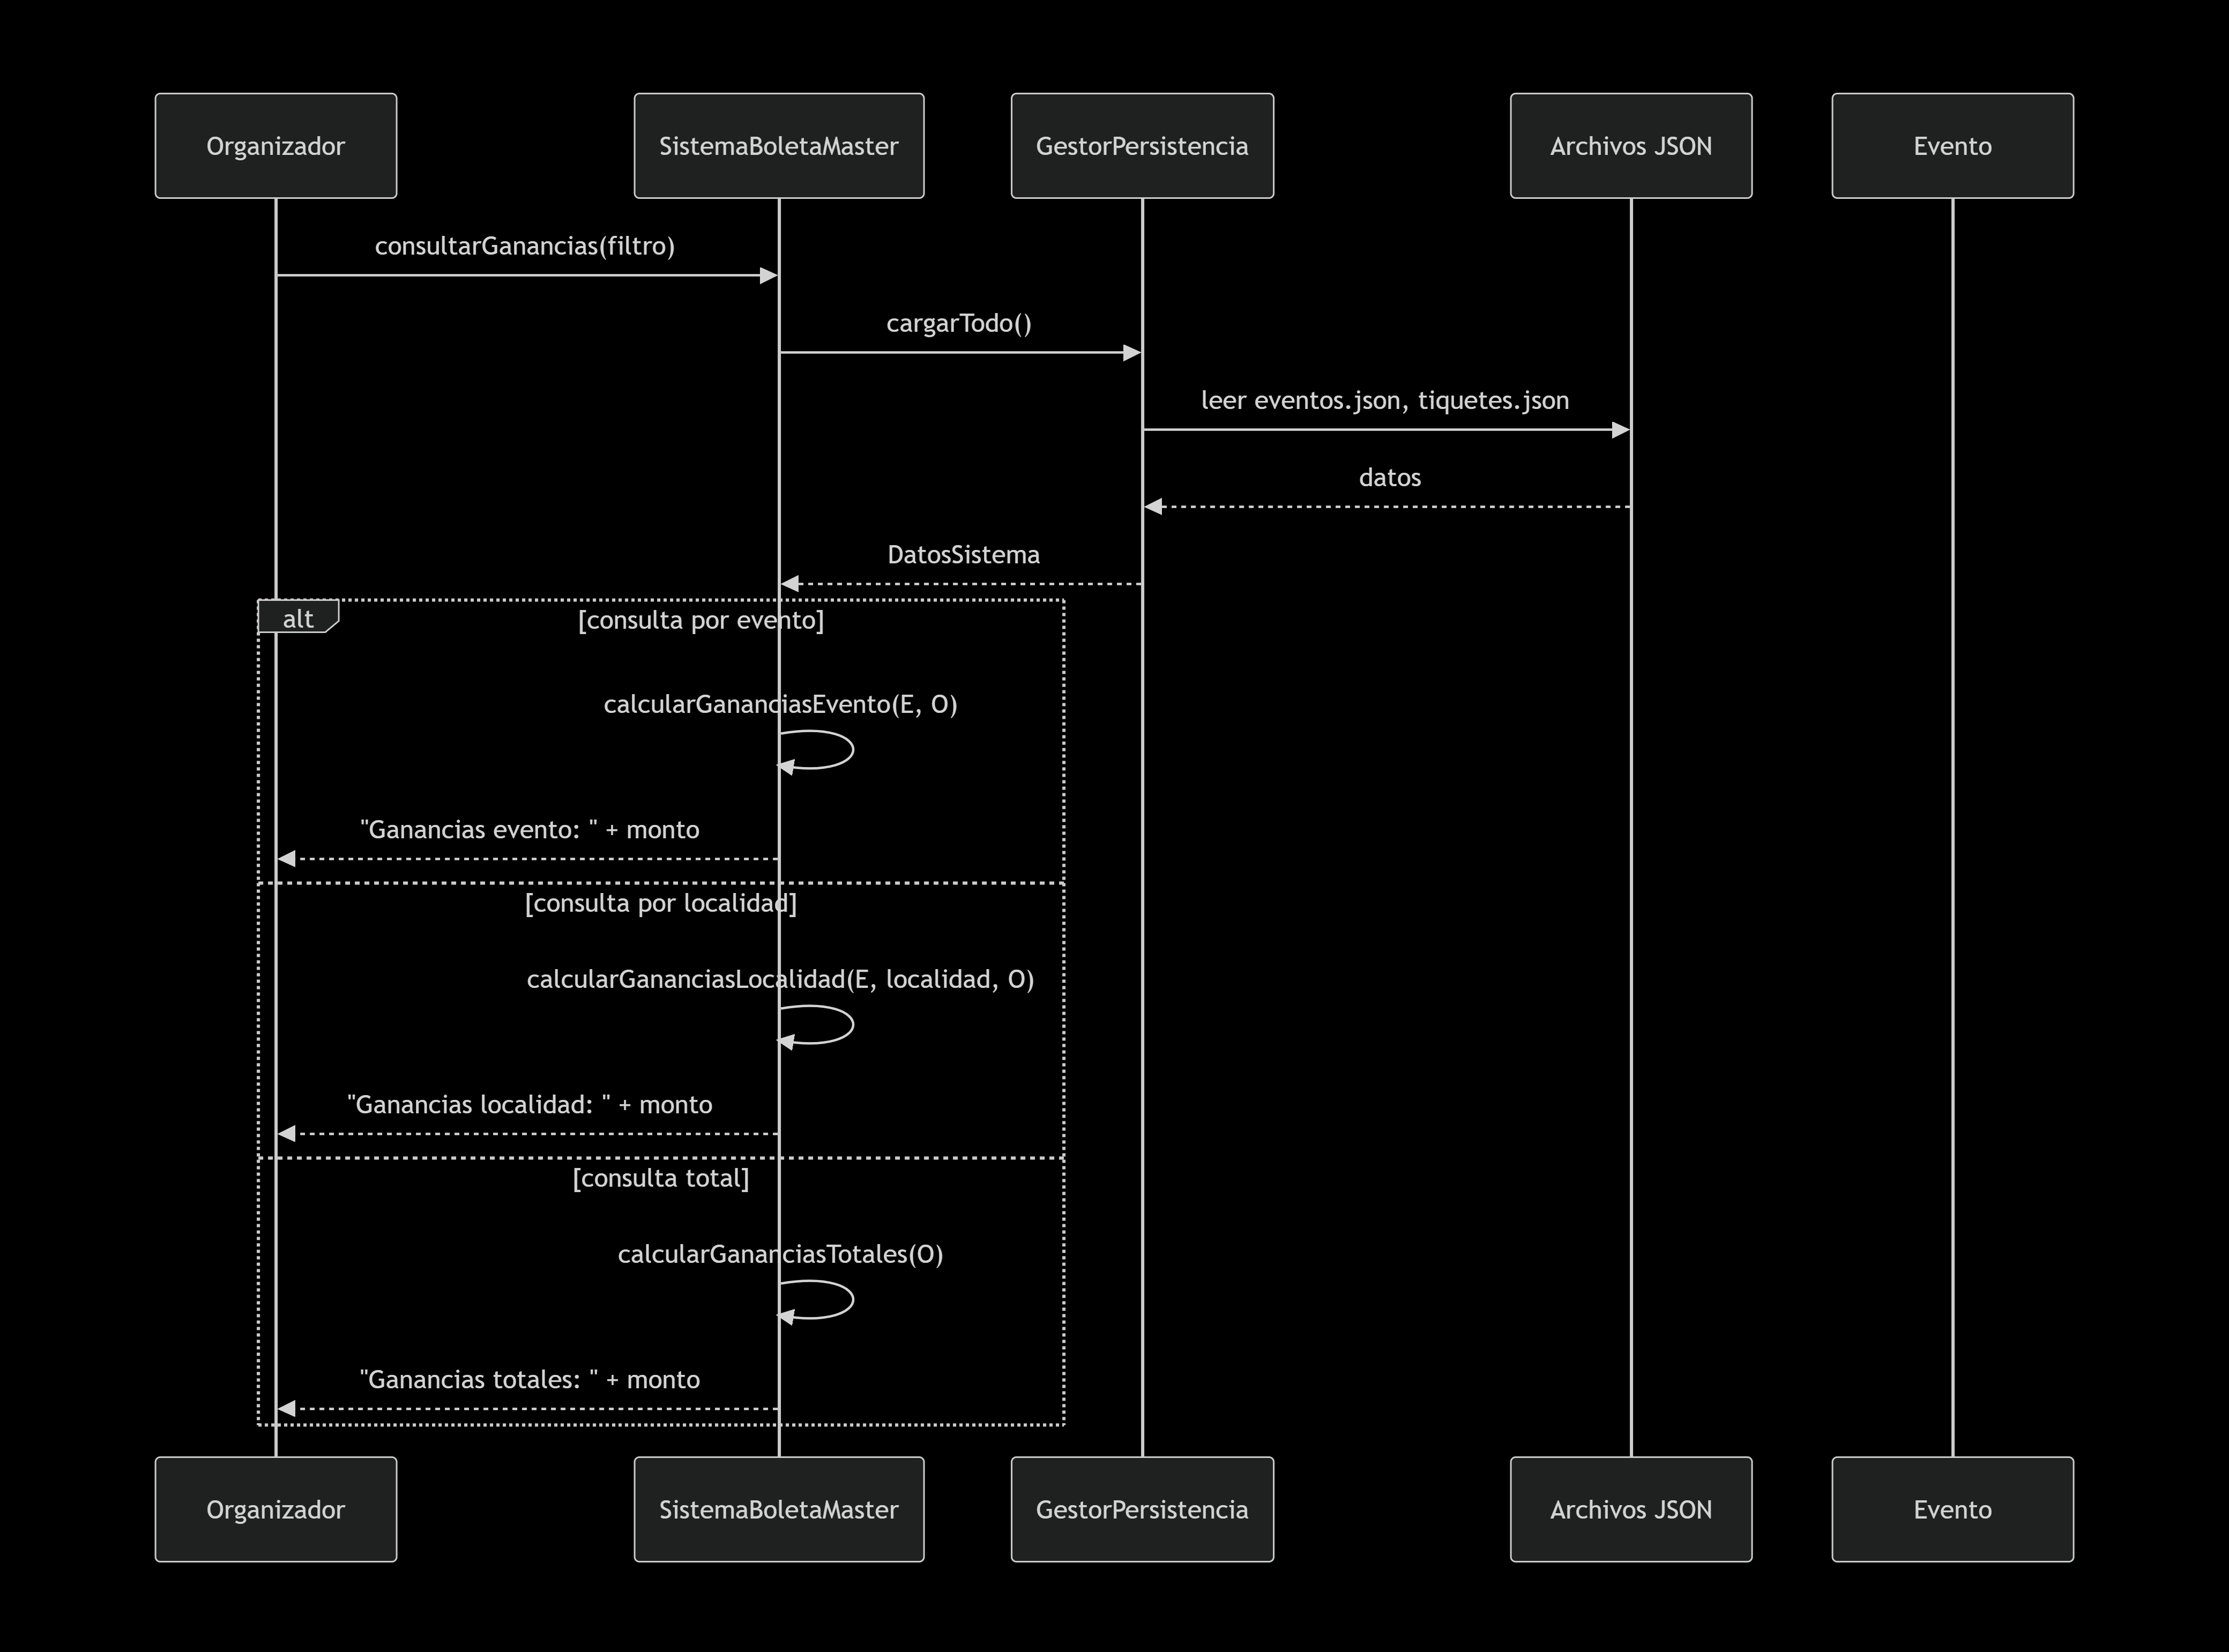 Organizador
SistemaBoletaMaster
GestorPersistencia
Archivos JSON
Evento
consultarGanancias(filtro)
cargarTodo()
leer eventos.json, tiquetes.json
datos
DatosSistema
alt
[consulta por evento]
calcularGananciasEvento(E, O)
"Ganancias evento: " + monto
[consulta por localidad]
calcularGananciasLocalidad(E, localidad, O)
"Ganancias localidad: " + monto
[consulta total]
calcularGananciasTotales(O)
"Ganancias totales: " + monto
Organizador
SistemaBoletaMaster
GestorPersistencia
Archivos JSON
Evento